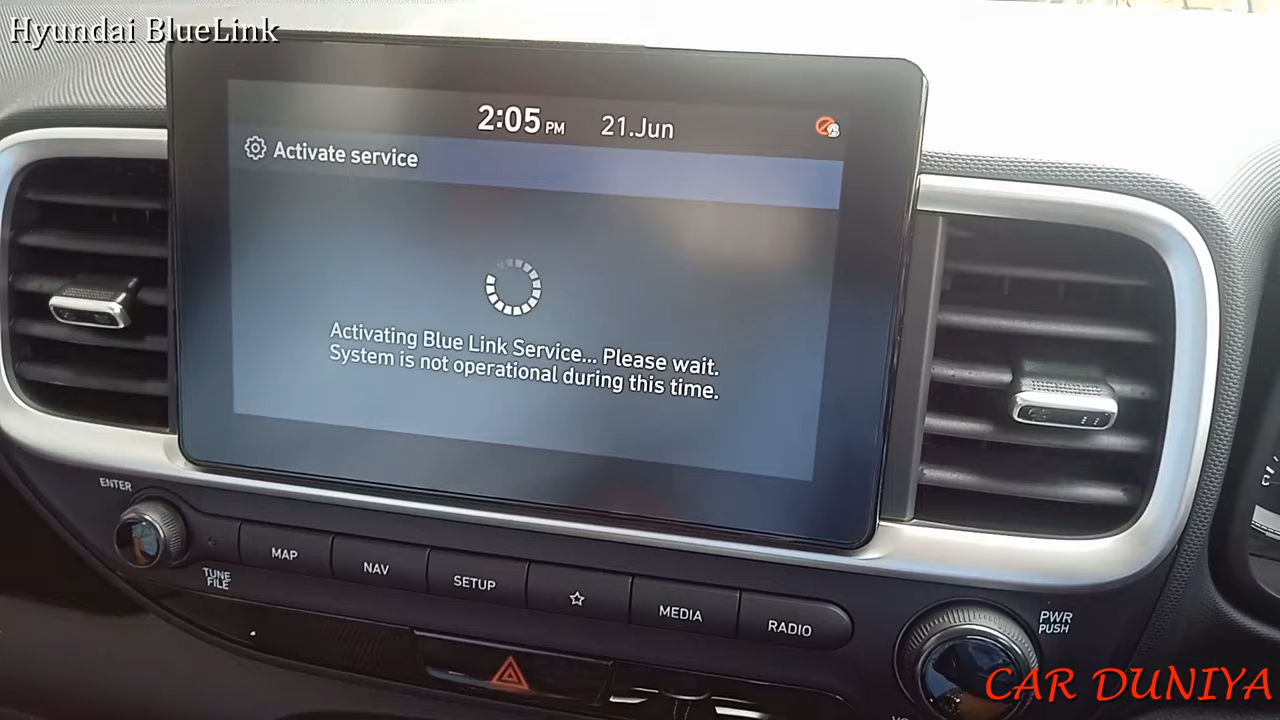 Hyundai BlueLink
2:05 PM 21.Jun
Activate service
Activating Blue Link Service... Please wait.
System is not operational during this time.
ENTER
TUNE
FILE
MAP
NAV
SETUP
MEDIA
RADIO
PWR
PUSH
CAR DUNIYA